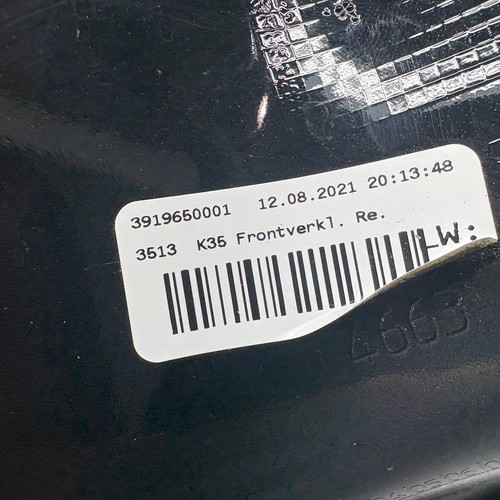 3919650001 12.08.2021 20:13:48
3513 K35 Frontverkl. Re.
LW:
4663